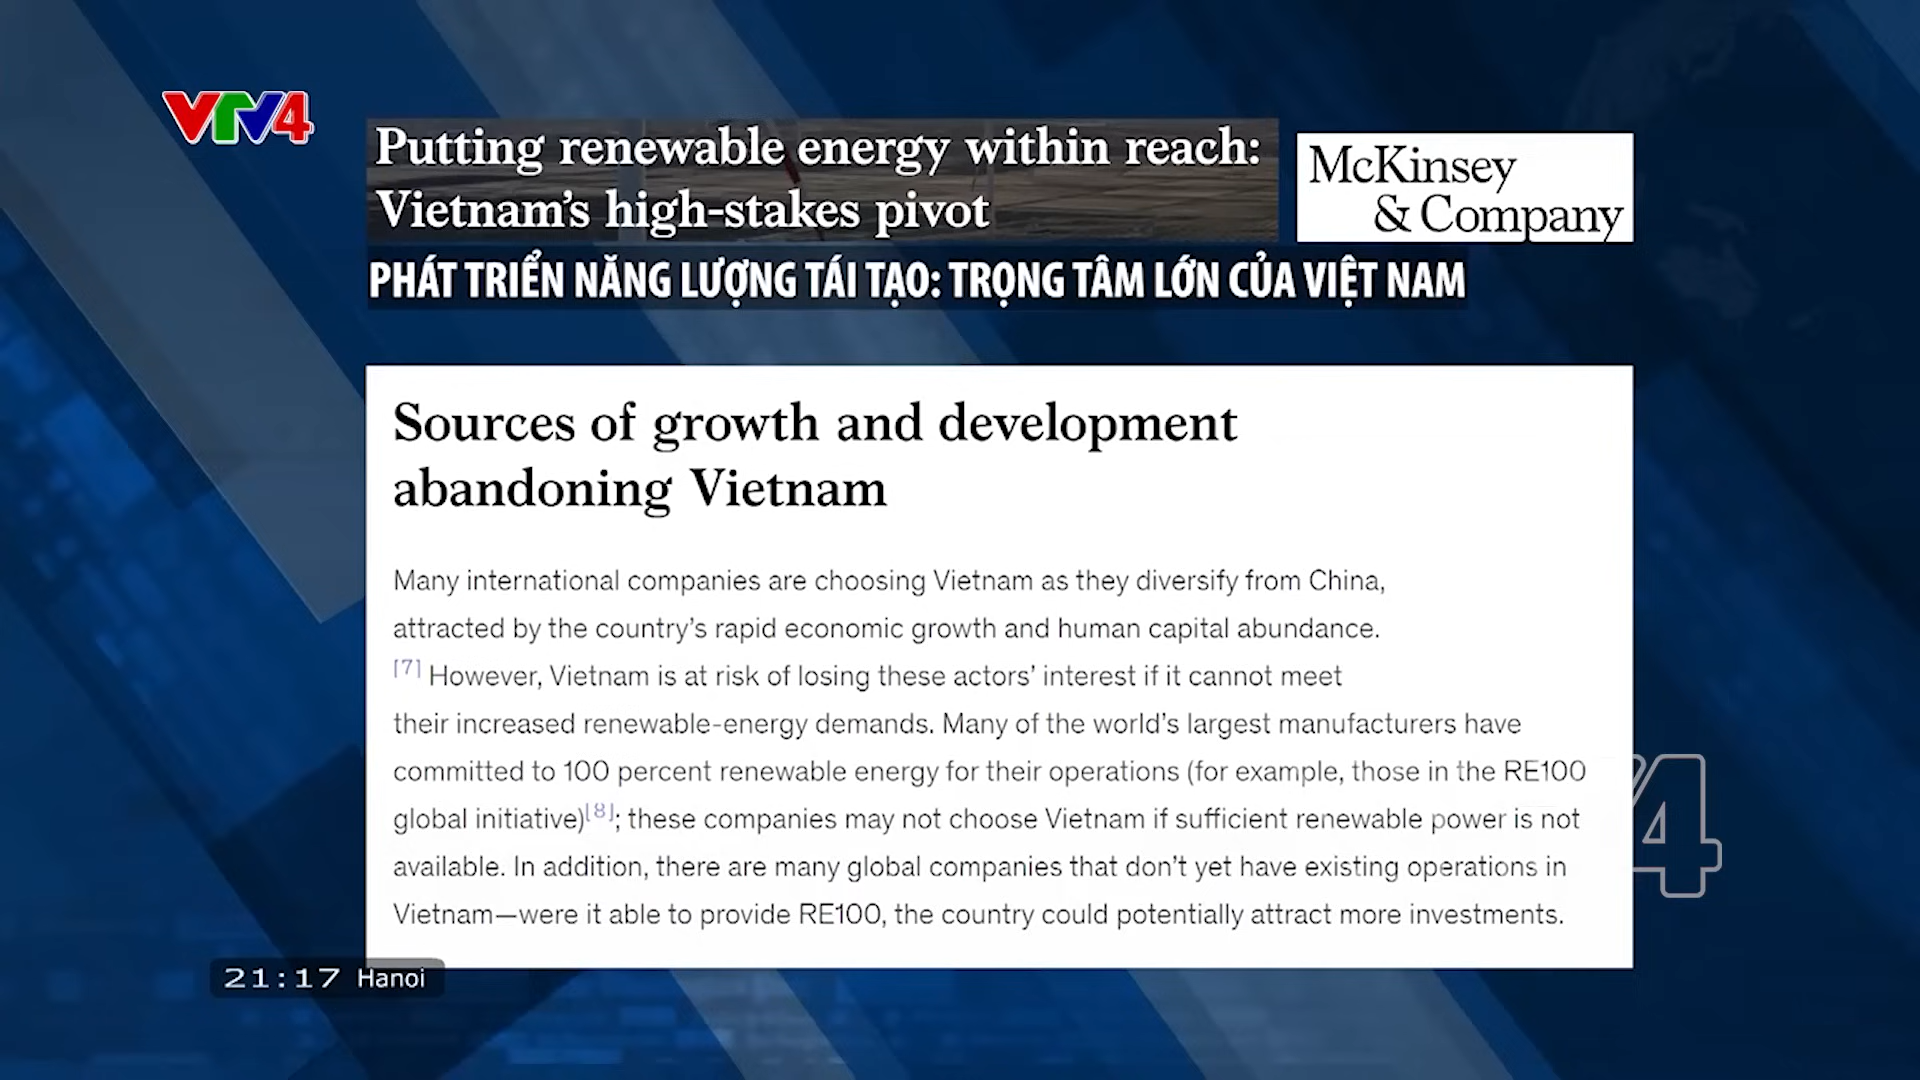 VTV4
Putting renewable energy within reach:
Vietnam's high-stakes pivot
McKinsey
& Company
PHÁT TRIỂN NĂNG LƯỢNG TÁI TẠO: TRỌNG TÂM LỚN CỦA VIỆT NAM
Sources of growth and development
abandoning Vietnam
Many international companies are choosing Vietnam as they diversify from China,
attracted by the country's rapid economic growth and human capital abundance.
[7] However, Vietnam is at risk of losing these actors' interest if it cannot meet
their increased renewable-energy demands. Many of the world's largest manufacturers have
committed to 100 percent renewable energy for their operations (for example, those in the RE100
global initiative)[8]; these companies may not choose Vietnam if sufficient renewable power is not
available. In addition, there are many global companies that don't yet have existing operations in
Vietnam—were it able to provide RE100, the country could potentially attract more investments.
4
21:17 Hanoi